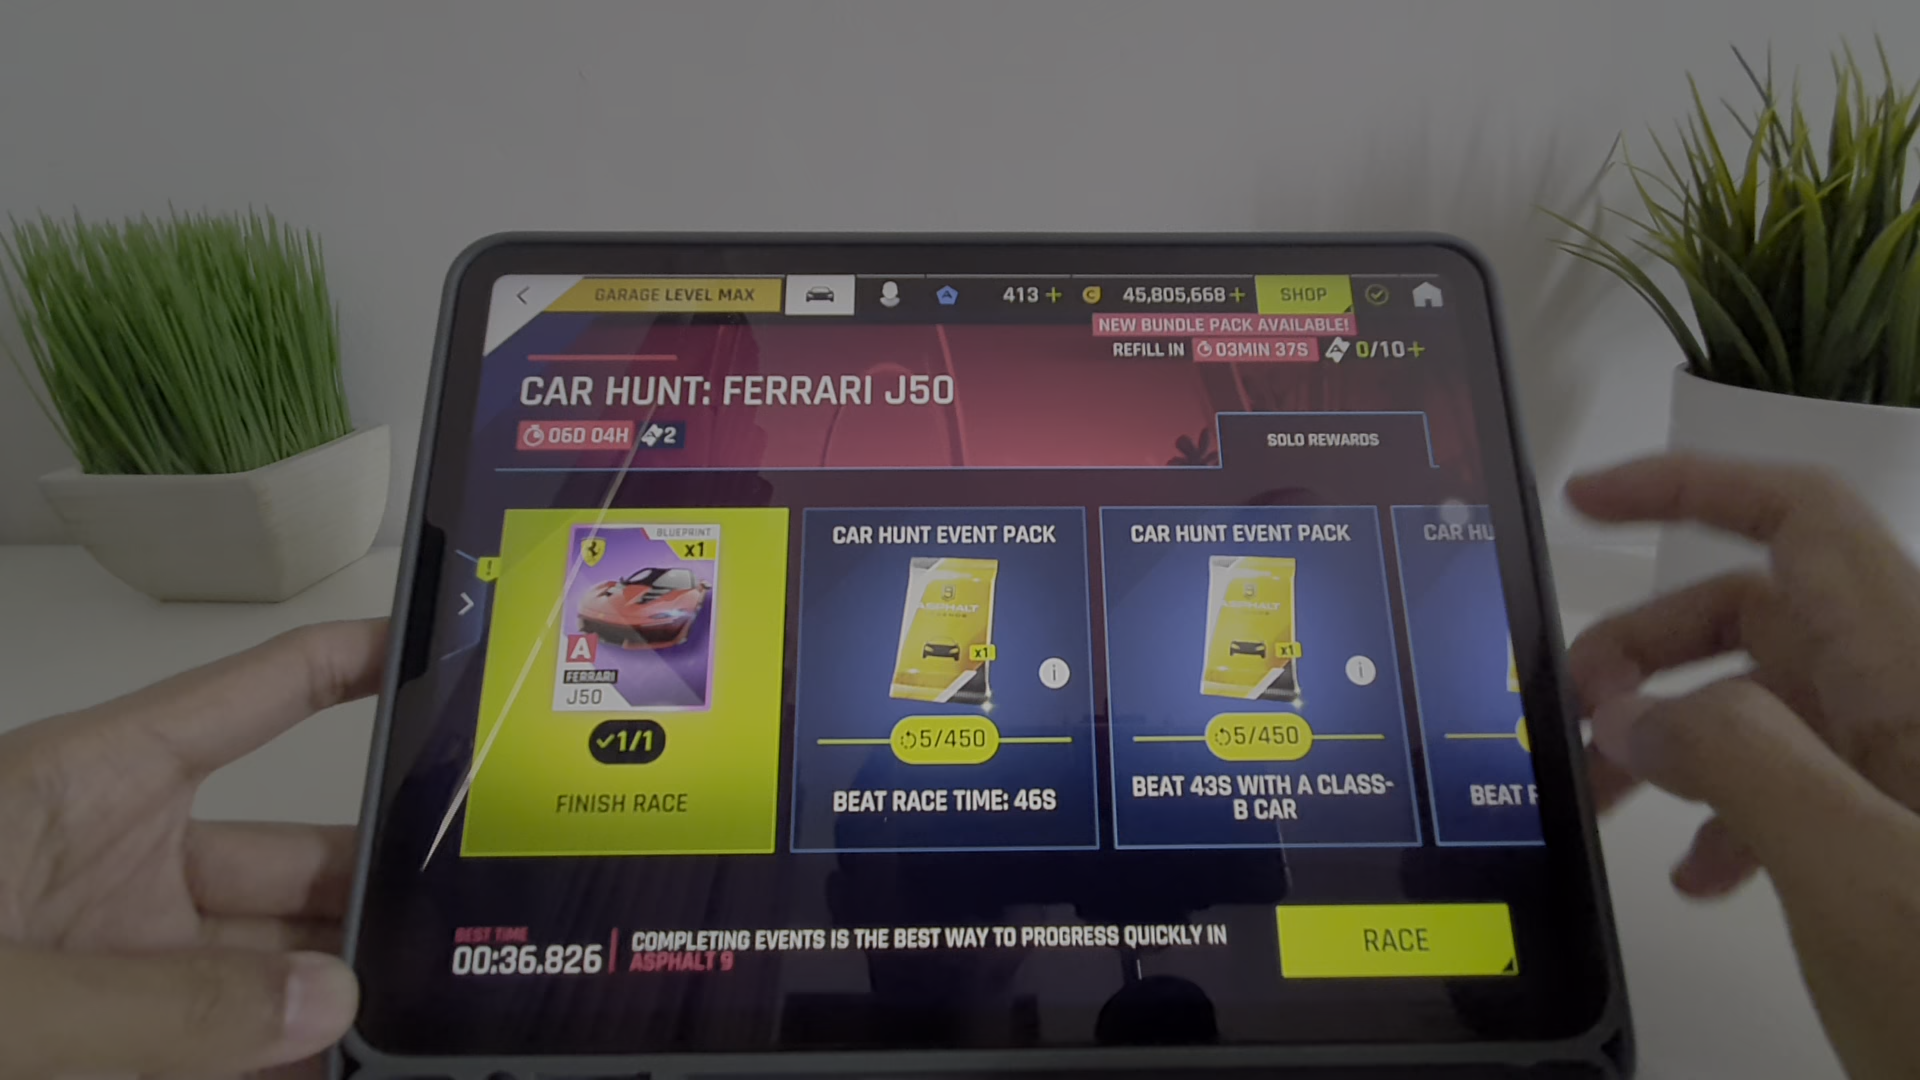 GARAGE LEVEL MAX
413 +
45,805,668 +
SHOP
NEW BUNDLE PACK AVAILABLE!
REFILL IN 03MIN 37S 0/10 +
CAR HUNT: FERRARI J50
06D 04H 2
SOLO REWARDS
BLUEPRINT
x1
A
FERRARI
J50
1/1
FINISH RACE
CAR HUNT EVENT PACK
ASPHALT
x1
i
5/450
BEAT RACE TIME: 46S
CAR HUNT EVENT PACK
ASPHALT
x1
i
5/450
BEAT 43S WITH A CLASS-
B CAR
CAR HU
BEAT
BEST TIME
00:36.826
COMPLETING EVENTS IS THE BEST WAY TO PROGRESS QUICKLY IN
ASPHALT 9
RACE